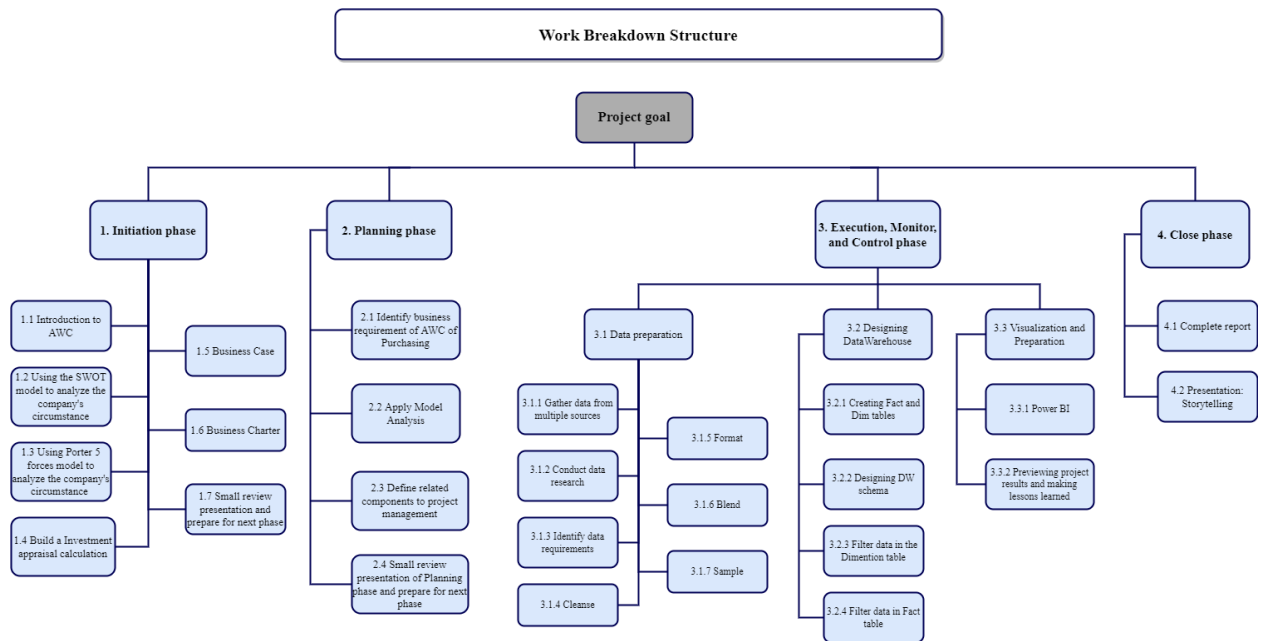 Work Breakdown Structure
Project goal
1. Initiation phase
2. Planning phase
3. Execution, Monitor,
and Control phase
4. Close phase
1.1 Introduction to
AWC
1.2 Using the SWOT
model to analyze the
company's
circumstance
1.3 Using Porter 5
forces model to
analyze the company's
circumstance
1.4 Build a Investment
appraisal calculation
1.5 Business Case
1.6 Business Charter
1.7 Small review
presentation and
prepare for next phase
2.1 Identify business
requirement of AWC of
Purchasing
2.2 Apply Model
Analysis
2.3 Define related
components to project
management
2.4 Small review
presentation of Planning
phase and prepare for next
phase
3.1 Data preparation
3.1.1 Gather data from
multiple sources
3.1.2 Conduct data
research
3.1.3 Identify data
requirements
3.1.4 Cleanse
3.1.5 Format
3.1.6 Blend
3.1.7 Sample
3.2 Designing
DataWarehouse
3.2.1 Creating Fact and
Dim tables
3.2.2 Designing DW
schema
3.2.3 Filter data in the
Dimention table
3.2.4 Filter data in Fact
table
3.3 Visualization and
Preparation
3.3.1 Power BI
3.3.2 Previewing project
results and making
lessons learned
4.1 Complete report
4.2 Presentation:
Storytelling